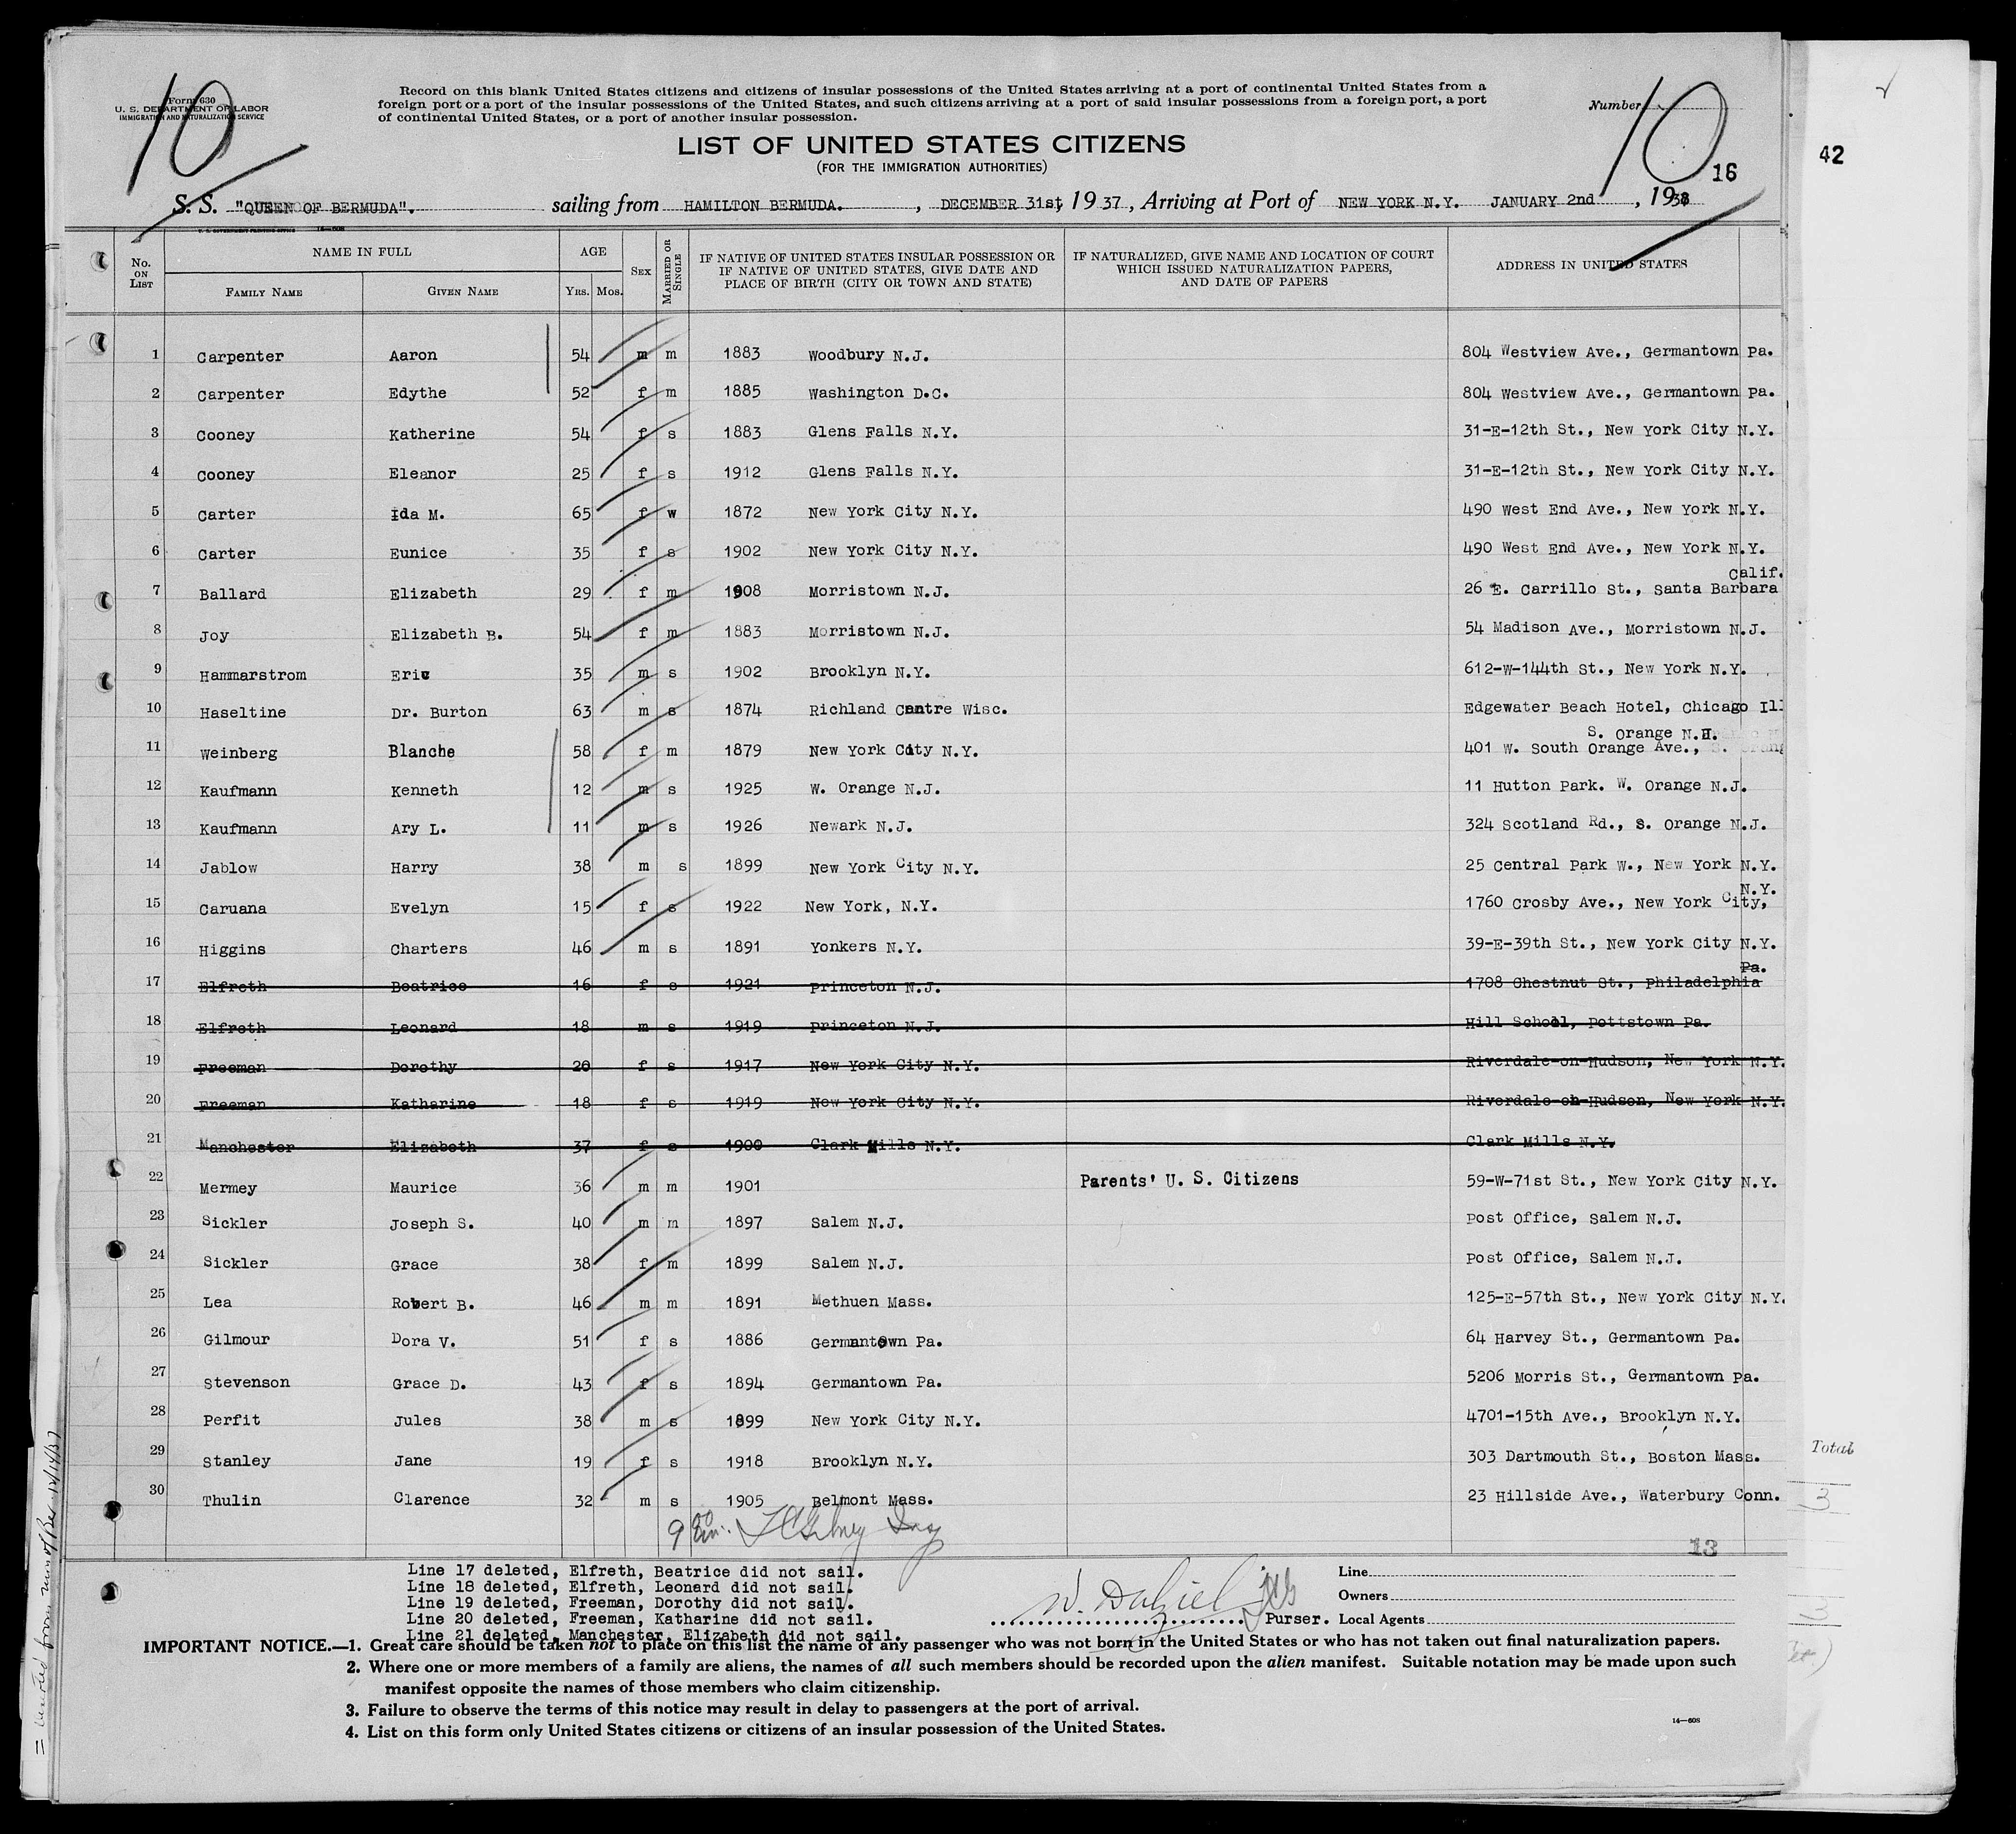 10
Form 630
U. S. DEPARTMENT OF LABOR
IMMIGRATION AND NATURALIZATION SERVICE
Record on this blank United States citizens and citizens of insular possessions of the United States arriving at a port of continental United States from a
foreign port or a port of the insular possessions of the United States, and such citizens arriving at a port of said insular possessions from a foreign port, a port
of continental United States, or a port of another insular possession.
Number
10
16
42
LIST OF UNITED STATES CITIZENS
(FOR THE IMMIGRATION AUTHORITIES)
S. S. "QUEEN OF BERMUDA". sailing from HAMILTON BERMUDA. , DECEMBER 31st, 1937, Arriving at Port of NEW YORK N.Y. JANUARY 2nd , 1938
U. S. GOVERNMENT PRINTING OFFICE 14—608
No. ON LIST NAME IN FULL FAMILY NAME GIVEN NAME AGE YRS. MOS. SEX MARRIED OR SINGLE IF NATIVE OF UNITED STATES INSULAR POSSESSION OR IF NATIVE OF UNITED STATES, GIVE DATE AND PLACE OF BIRTH (CITY OR TOWN AND STATE) IF NATURALIZED, GIVE NAME AND LOCATION OF COURT WHICH ISSUED NATURALIZATION PAPERS, AND DATE OF PAPERS ADDRESS IN UNITED STATES
1 Carpenter Aaron 54 m m 1883 Woodbury N.J. 804 Westview Ave., Germantown Pa.
2 Carpenter Edythe 52 f m 1885 Washington D.C. 804 Westview Ave., Germantown Pa.
3 Cooney Katherine 54 f s 1883 Glens Falls N.Y. 31-E-12th St., New York City N.Y.
4 Cooney Eleanor 25 f s 1912 Glens Falls N.Y. 31-E-12th St., New York City N.Y.
5 Carter Ida M. 65 f w 1872 New York City N.Y. 490 West End Ave., New York N.Y.
6 Carter Eunice 35 f s 1902 New York City N.Y. 490 West End Ave., New York N.Y.
Calif.
7 Ballard Elizabeth 29 f m 1908 Morristown N.J. 26 E. Carrillo St., Santa Barbara
8 Joy Elizabeth B. 54 f m 1883 Morristown N.J. 54 Madison Ave., Morristown N.J.
9 Hammarstrom Eric 35 m s 1902 Brooklyn N.Y. 612-W-144th St., New York N.Y.
10 Haseltine Dr. Burton 63 m s 1874 Richland Centre Wisc. Edgewater Beach Hotel, Chicago Ill
S. Orange N.H.
11 Weinberg Blanche 58 f m 1879 New York City N.Y. 401 W. South Orange Ave.,
12 Kaufmann Kenneth 12 m s 1925 W. Orange N.J. 11 Hutton Park. W. Orange N.J.
13 Kaufmann Ary L. 11 m s 1926 Newark N.J. 324 Scotland Rd., S. Orange N.J.
14 Jablow Harry 38 m s 1899 New York City N.Y. 25 Central Park W., New York N.Y.
N.Y.
15 Caruana Evelyn 15 f s 1922 New York, N.Y. 1760 Crosby Ave., New York City,
16 Higgins Charters 46 m s 1891 Yonkers N.Y. 39-E-39th St., New York City N.Y.
Pa.
17 Elfreth Beatrice 16 f s 1921 Princeton N.J. 1708 Chestnut St., Philadelphia
18 Elfreth Leonard 18 m s 1919 Princeton N.J. Hill School, Pottstown Pa.
19 Freeman Dorothy 20 f s 1917 New York City N.Y. Riverdale-on-Hudson, New York N.Y.
20 Freeman Katharine 18 f s 1919 New York City N.Y. Riverdale-on-Hudson, New York N.Y.
21 Manchester Elizabeth 37 f s 1900 Clark Mills N.Y. Clark Mills N.Y.
22 Mermey Maurice 36 m m 1901 Parents' U. S. Citizens 59-W-71st St., New York City N.Y.
23 Sickler Joseph S. 40 m m 1897 Salem N.J. Post Office, Salem N.J.
24 Sickler Grace 38 f m 1899 Salem N.J. Post Office, Salem N.J.
25 Lea Robert B. 46 m m 1891 Methuen Mass. 125-E-57th St., New York City N.Y.
26 Gilmour Dora V. 51 f s 1886 Germantown Pa. 64 Harvey St., Germantown Pa.
27 Stevenson Grace D. 43 f s 1894 Germantown Pa. 5206 Morris St., Germantown Pa.
28 Perfit Jules 38 m s 1899 New York City N.Y. 4701-15th Ave., Brooklyn N.Y.
29 Stanley Jane 19 f s 1918 Brooklyn N.Y. 303 Dartmouth St., Boston Mass.
30 Thulin Clarence 32 m s 1905 Belmont Mass. 23 Hillside Ave., Waterbury Conn.
Total
3
13
Line 17 deleted, Elfreth, Beatrice did not sail.
Line 18 deleted, Elfreth, Leonard did not sail.
Line 19 deleted, Freeman, Dorothy did not sail.
Line 20 deleted, Freeman, Katharine did not sail.
Line 21 deleted, Manchester, Elizabeth did not sail.
W. Dalziel Purser.
Line
Owners
Local Agents
3
IMPORTANT NOTICE.—1. Great care should be taken not to place on this list the name of any passenger who was not born in the United States or who has not taken out final naturalization papers.
2. Where one or more members of a family are aliens, the names of all such members should be recorded upon the alien manifest. Suitable notation may be made upon such
manifest opposite the names of those members who claim citizenship.
3. Failure to observe the terms of this notice may result in delay to passengers at the port of arrival.
4. List on this form only United States citizens or citizens of an insular possession of the United States.
14—608